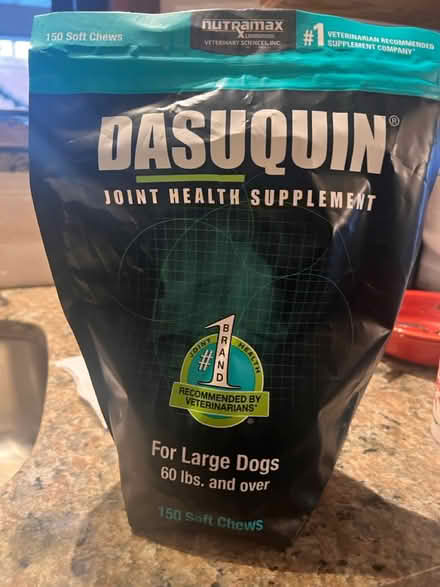 150 Soft Chews
nutramax
VETERINARY SCIENCES, INC.
#1 VETERINARIAN RECOMMENDED
SUPPLEMENT COMPANY*
DASUQUIN®
JOINT HEALTH SUPPLEMENT
JOINT HEALTH
#1
BRAND
RECOMMENDED BY
VETERINARIANS*
For Large Dogs
60 lbs. and over
150 Soft Chews